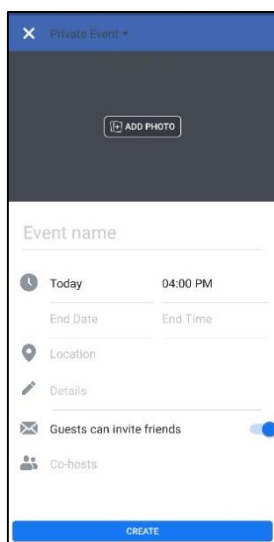 Private Event
ADD PHOTO
Event name
Today 04:00 PM
End Date End Time
Location
Details
Guests can invite friends
Co-hosts
CREATE